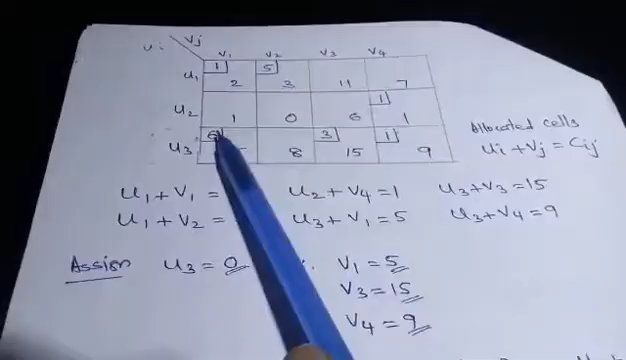 Vj
Ui V1 V2 V3 V4
U1 1 2 5 3 11 7
U2 1 0 6 1 1
U3 6 8 3 15 1 9
Allocated cells
Ui + Vj = Cij
U1 + V1 = U2 + V4 = 1 U3 + V3 = 15
U1 + V2 = U3 + V1 = 5 U3 + V4 = 9
Assign U3 = 0 V1 = 5
V3 = 15
V4 = 9